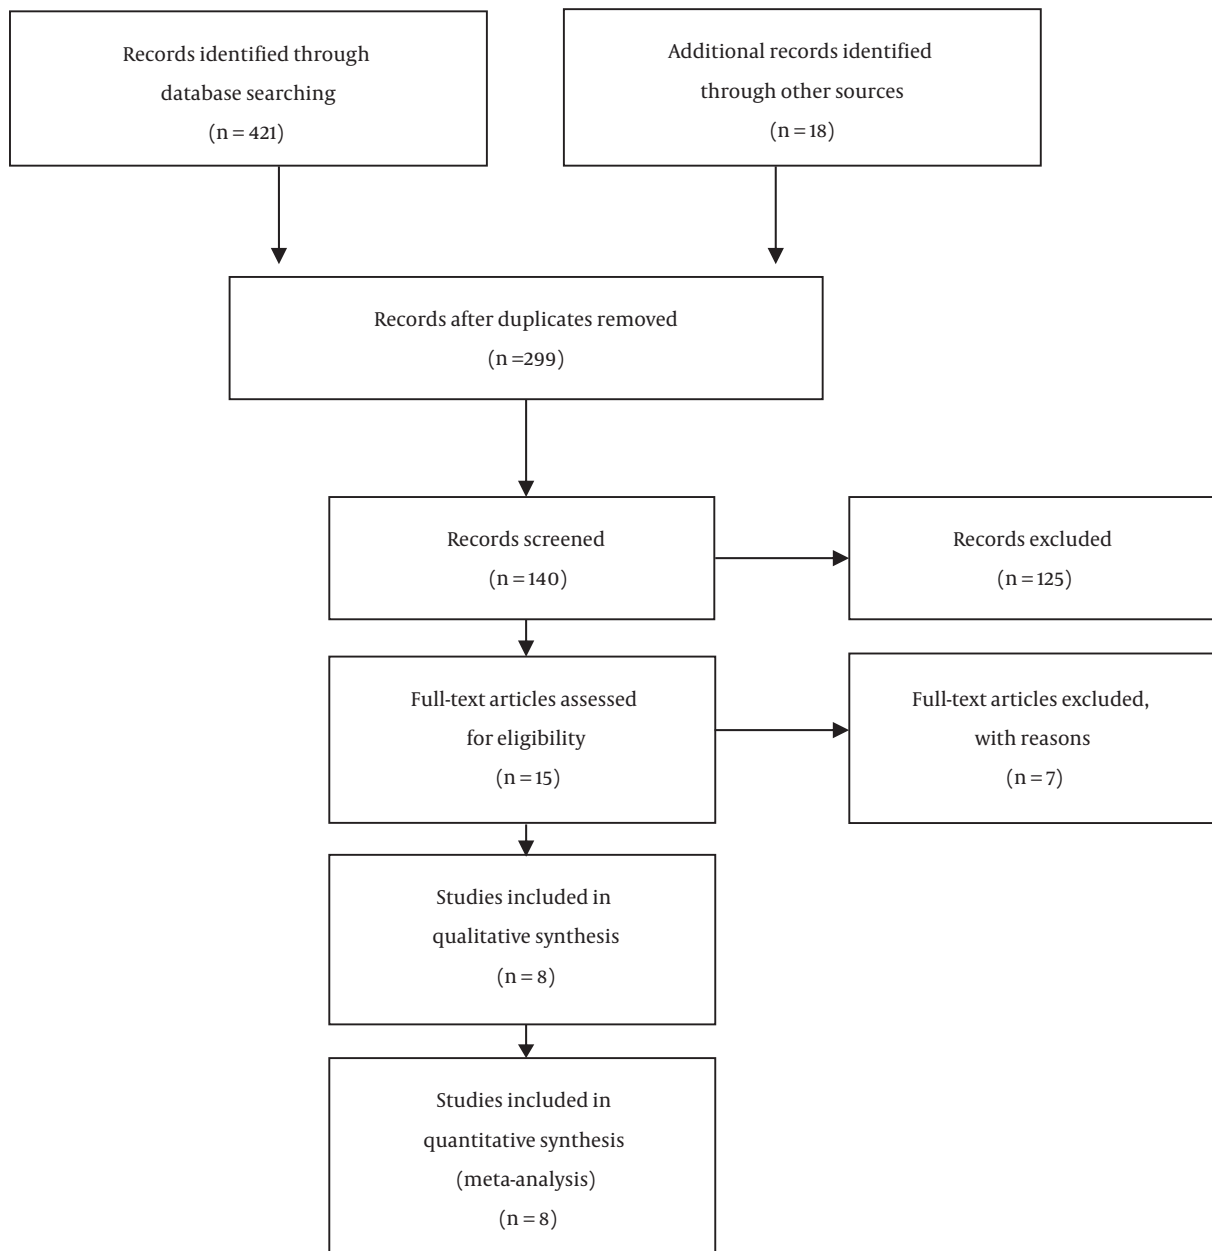 Records identified through
database searching
(n = 421)
Additional records identified
through other sources
(n = 18)
Records after duplicates removed
(n =299)
Records screened
(n = 140)
Records excluded
(n = 125)
Full-text articles assessed
for eligibility
(n = 15)
Full-text articles excluded,
with reasons
(n = 7)
Studies included in
qualitative synthesis
(n = 8)
Studies included in
quantitative synthesis
(meta-analysis)
(n = 8)